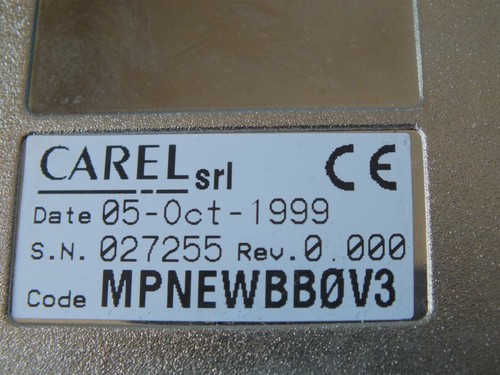 CAREL srl CE
Date 05-Oct-1999
S.N. 027255 Rev.0.000
Code MPNEWBBØV3